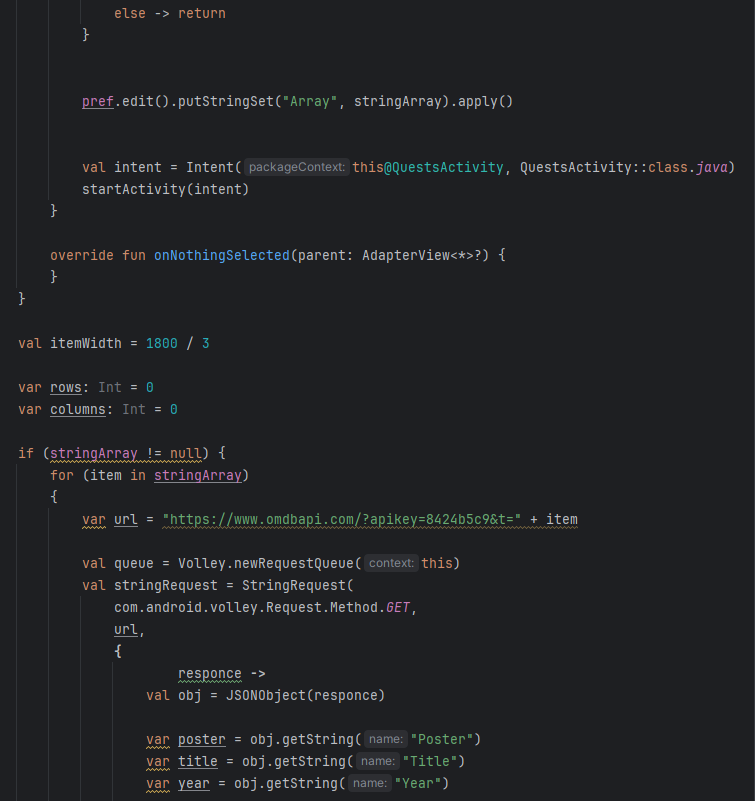 else -> return
}
pref.edit().putStringSet("Array", stringArray).apply()
val intent = Intent( packageContext: this@QuestsActivity, QuestsActivity::class.java)
startActivity(intent)
}
override fun onNothingSelected(parent: AdapterView<*>?) {
}
}
val itemWidth = 1800 / 3
var rows: Int = 0
var columns: Int = 0
if (stringArray != null) {
for (item in stringArray)
{
var url = "https://www.omdbapi.com/?apikey=8424b5c9&t=" + item
val queue = Volley.newRequestQueue( context: this)
val stringRequest = StringRequest(
com.android.volley.Request.Method.GET,
url,
{
responce ->
val obj = JSONObject(responce)
var poster = obj.getString( name: "Poster")
var title = obj.getString( name: "Title")
var year = obj.getString( name: "Year")